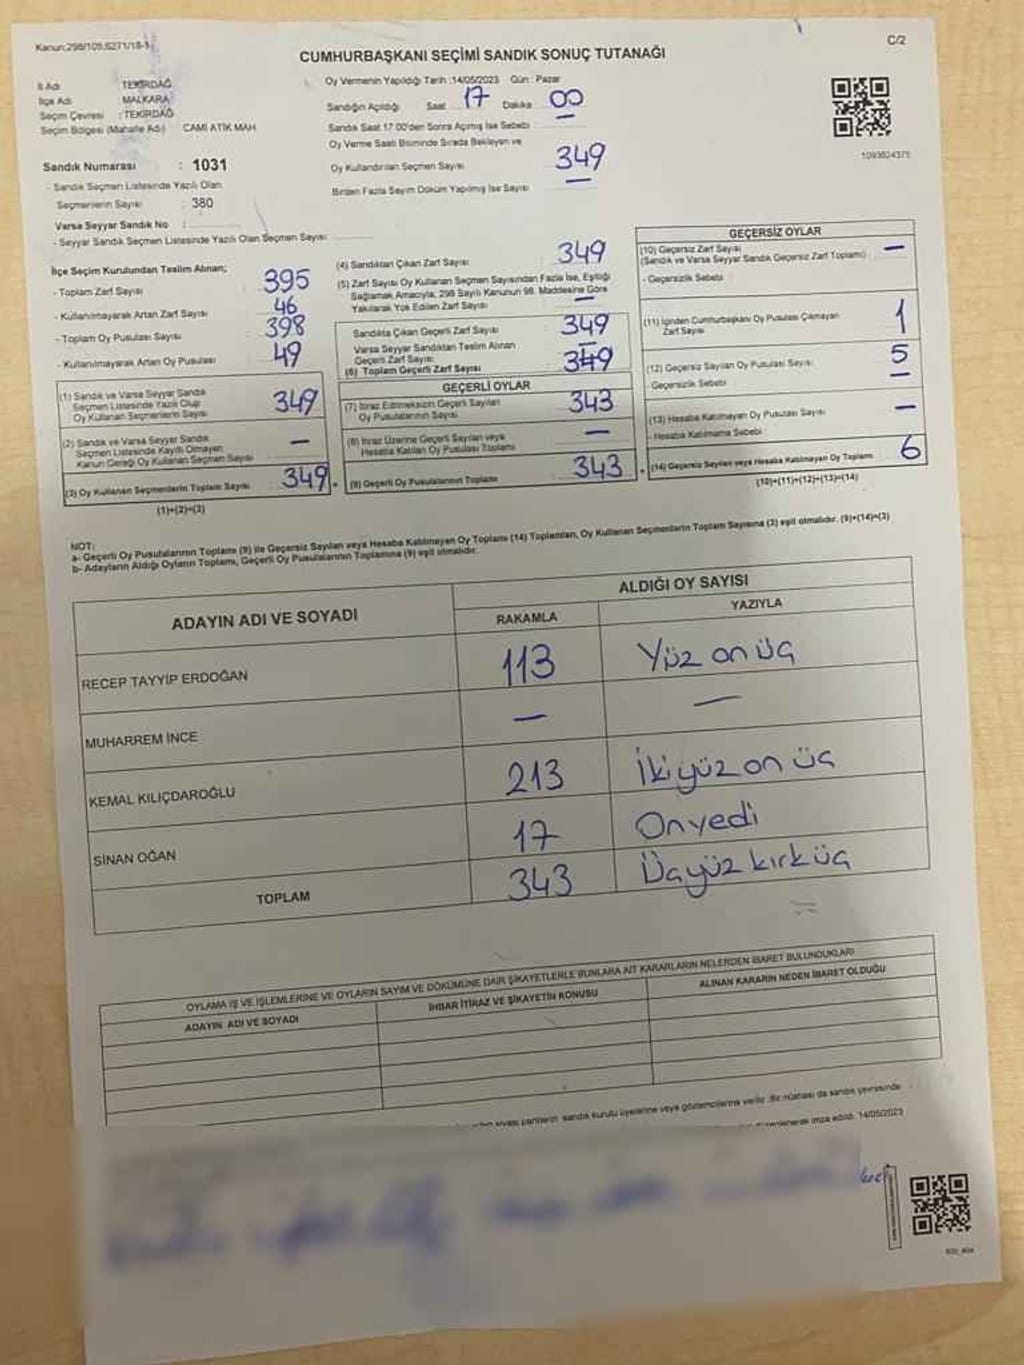 Kanun:298/105;6271/18-1
C/2
CUMHURBAŞKANI SEÇİMİ SANDIK SONUÇ TUTANAĞI
İl Adı : TEKİRDAĞ
İlçe Adı MALKARA
Seçim Çevresi : TEKİRDAĞ
Seçim Bölgesi (Mahalle Adı) CAMİ ATİK MAH
Sandık Numarası : 1031
- Sandık Seçmen Listesinde Yazılı Olan
Seçmenlerin Sayısı : 380
Varsa Seyyar Sandık No :
- Seyyar Sandık Seçmen Listesinde Yazılı Olan Seçmen Sayısı:
Oy Vermenin Yapıldığı Tarih :14/05/2023 Gün : Pazar
Sandığın Açıldığı Saat 17 Dakika 00
Sandık Saat 17:00'den Sonra Açılmış İse Sebebi
Oy Verme Saati Bitiminde Sırada Bekleyen ve
Oy Kullandırılan Seçmen Sayısı 349
Birden Fazla Sayım Döküm Yapılmış İse Sayısı —
1093624375
İlçe Seçim Kurulundan Teslim Alınan;
- Toplam Zarf Sayısı : 395
- Kullanılmayarak Artan Zarf Sayısı : 46
- Toplam Oy Pusulası Sayısı : 398
- Kullanılmayarak Artan Oy Pusulası : 49
(1) Sandık ve Varsa Seyyar Sandık
Seçmen Listesinde Yazılı Olup
Oy Kullanan Seçmenlerin Sayısı : 349
(2) Sandık ve Varsa Seyyar Sandık
Seçmen Listesinde Kayıtlı Olmayan
Kanun Gereği Oy Kullanan Seçmen Sayısı —
(3) Oy Kullanan Seçmenlerin Toplam Sayısı 349
(1)+(2)=(3)
(4) Sandıktan Çıkan Zarf Sayısı : 349
(5) Zarf Sayısı Oy Kullanan Seçmen Sayısından Fazla İse, Eşitliği
Sağlamak Amacıyla, 298 Sayılı Kanunun 98. Maddesine Göre
Yakılarak Yok Edilen Zarf Sayısı —
Sandıkta Çıkan Geçerli Zarf Sayısı : 349
Varsa Seyyar Sandıktan Teslim Alınan
Geçerli Zarf Sayısı —
(6) Toplam Geçerli Zarf Sayısı : 349
GEÇERLİ OYLAR
(7) İtiraz Edilmeksizin Geçerli Sayılan
Oy Pusulalarının Sayısı : 343
(8) İtiraz Üzerine Geçerli Sayılan veya
Hesaba Katılan Oy Pusulası Toplamı : —
(9) Geçerli Oy Pusulalarının Toplamı : 343
GEÇERSİZ OYLAR
(10) Geçersiz Zarf Sayısı
(Sandık ve Varsa Seyyar Sandık Geçersiz Zarf Toplamı) : —
- Geçersizlik Sebebi
(11) İçinden Cumhurbaşkanı Oy Pusulası Çıkmayan
Zarf Sayısı : 1
(12) Geçersiz Sayılan Oy Pusulası Sayısı : 5
- Geçersizlik Sebebi : —
(13) Hesaba Katılmayan Oy Pusulası Sayısı : —
- Hesaba Katılmama Sebebi :
(14) Geçersiz Sayılan veya Hesaba Katılmayan Oy Toplamı : 6
(10)+(11)+(12)+(13)=(14)
NOT:
a- Geçerli Oy Pusulalarının Toplamı (9) ile Geçersiz Sayılan veya Hesaba Katılmayan Oy Toplamı (14) Toplamları, Oy Kullanan Seçmenlerin Toplam Sayısına (3) eşit olmalıdır. (9)+(14)=(3)
b- Adayların Aldığı Oyların Toplamı, Geçerli Oy Pusulalarının Toplamına (9) eşit olmalıdır.
ADAYIN ADI VE SOYADI
ALDIĞI OY SAYISI
RAKAMLA YAZIYLA
RECEP TAYYİP ERDOĞAN 113 Yüz on üç
MUHARREM İNCE — —
KEMAL KILIÇDAROĞLU 213 İkiyüz on üç
SİNAN OĞAN 17 Onyedi
TOPLAM 343 Üçyüz kırk üç
OYLAMA İŞ VE İŞLEMLERİNE VE OYLARIN SAYIM VE DÖKÜMÜNE DAİR ŞİKAYETLERLE BUNLARA AİT KARARLARIN NELERDEN İBARET BULUNDUKLARI
ADAYIN ADI VE SOYADI İHBAR İTİRAZ VE ŞİKAYETİN KONUSU ALINAN KARARIN NEDEN İBARET OLDUĞU
siyasi partilerin sandık kurulu üyelerine veya gözlemcilerine verilir. Bir nüshası da sandık çevresinde
düzenlenerek imza edildi. 14/05/2023